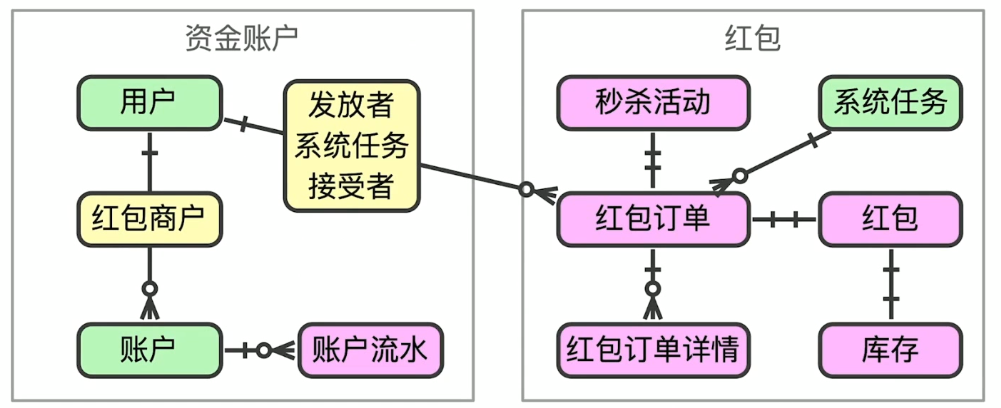 资金账户
用户
发放者
系统任务
接受者
红包商户
账户
账户流水
红包
秒杀活动
系统任务
红包订单
红包
红包订单详情
库存